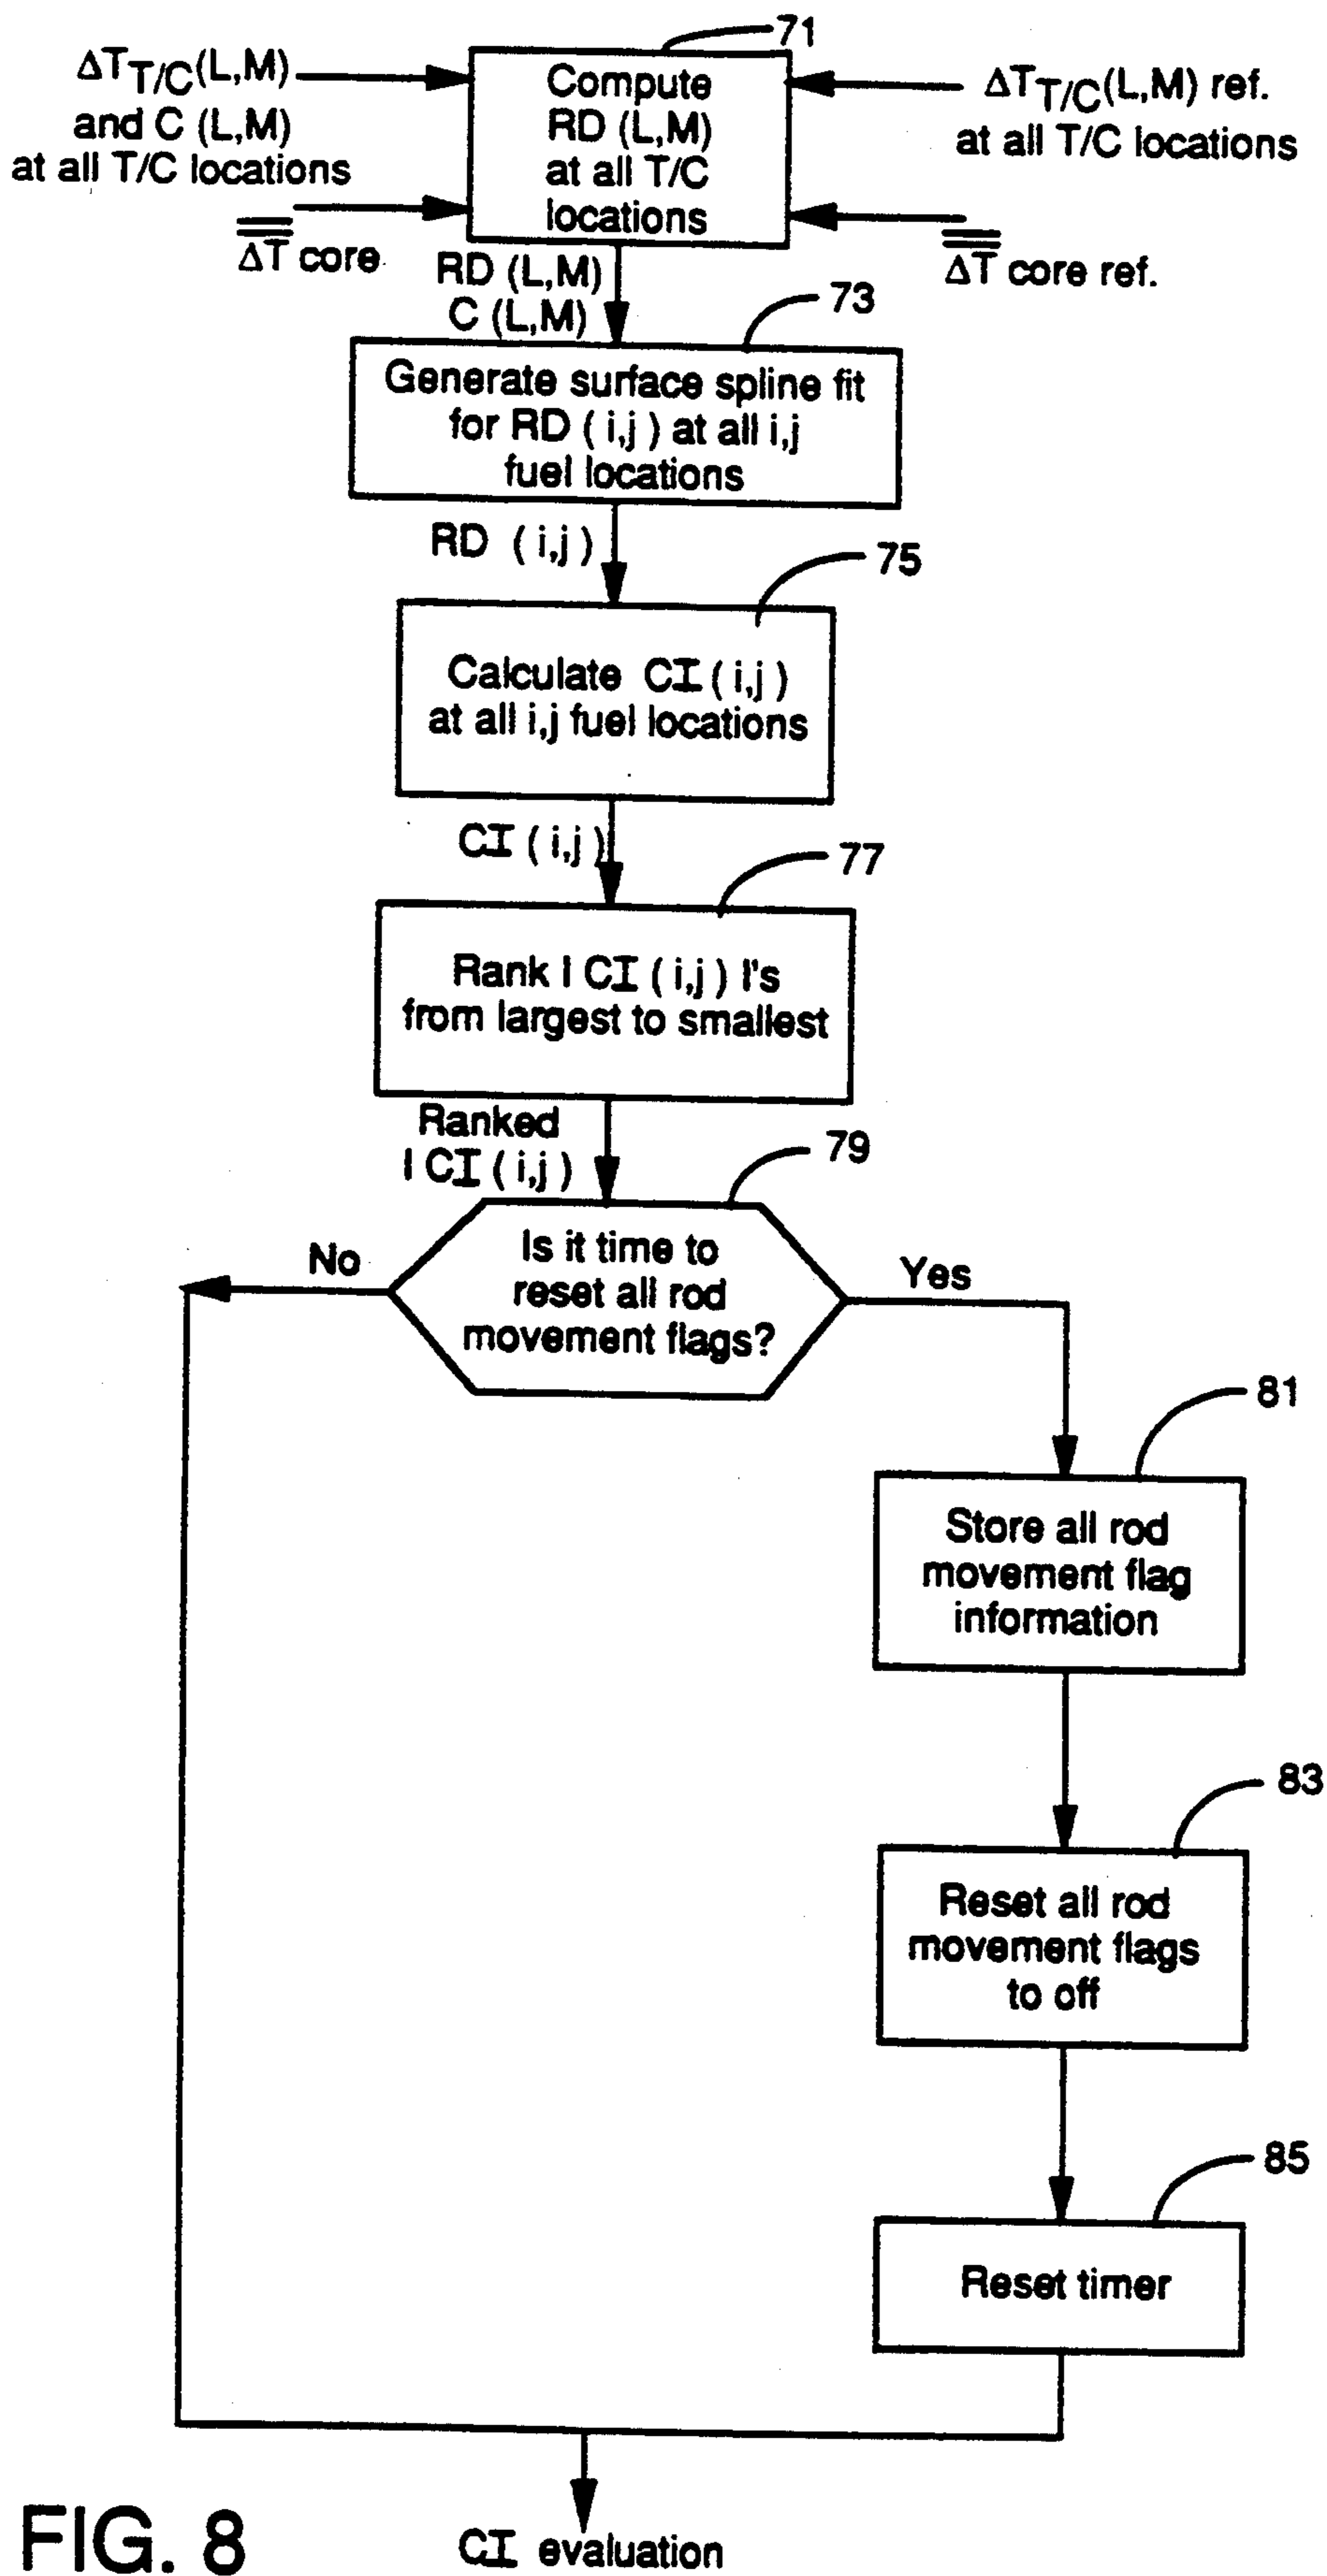 71
ΔT T/C (L,M)
and C (L,M)
at all T/C locations
ΔT core
Compute
RD (L,M)
at all T/C
locations
ΔT T/C (L,M) ref.
at all T/C locations
ΔT core ref.
RD (L,M)
C (L,M)
73
Generate surface spline fit
for RD ( i,j ) at all i,j
fuel locations
RD ( i,j )
75
Calculate CI ( i,j )
at all i,j fuel locations
CI ( i,j )
77
Rank I CI ( i,j ) I's
from largest to smallest
Ranked
I CI ( i,j )
79
Is it time to
reset all rod
movement flags?
No
Yes
81
Store all rod
movement flag
information
83
Reset all rod
movement flags
to off
85
Reset timer
CI evaluation
FIG. 8